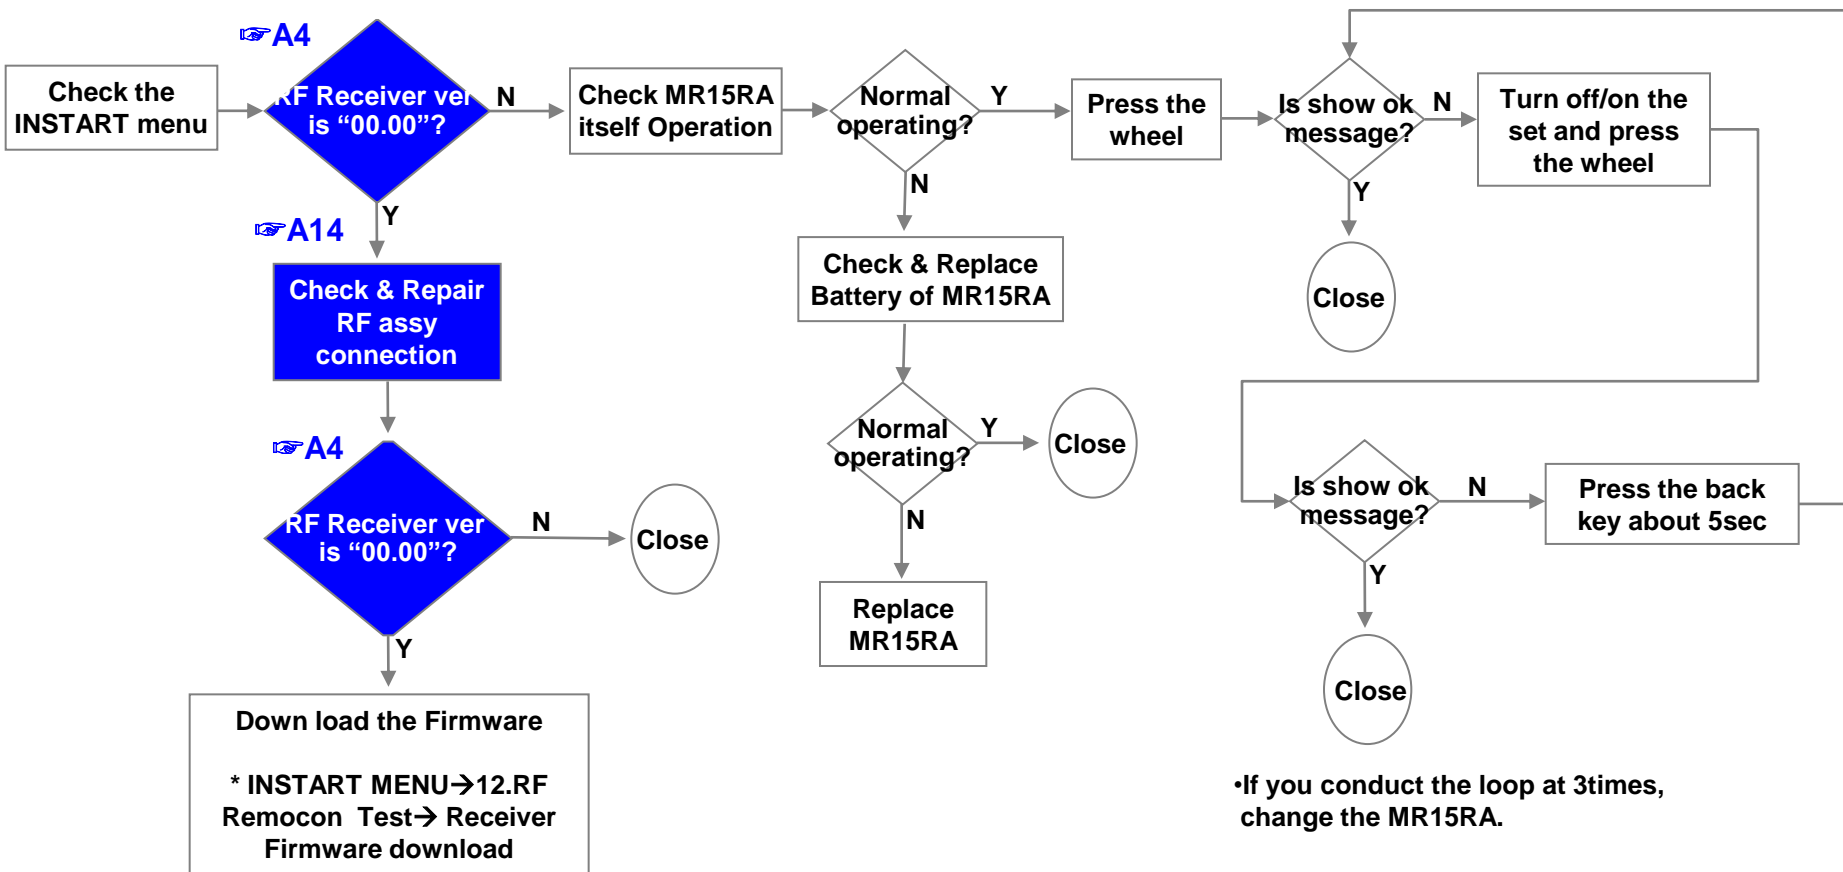 ☞A4
Check the
INSTART menu
RF Receiver ver
is “00.00”?
N
Y
Check MR15RA
itself Operation
Normal
operating?
Y
N
Press the
wheel
Is show ok
message?
N
Y
Turn off/on the
set and press
the wheel
Close
☞A14
Check & Repair
RF assy
connection
Check & Replace
Battery of MR15RA
☞A4
RF Receiver ver
is “00.00”?
N
Y
Close
Normal
operating?
Y
N
Close
Replace
MR15RA
Is show ok
message?
N
Y
Press the back
key about 5sec
Close
Down load the Firmware
* INSTART MENU→12.RF
Remocon Test→ Receiver
Firmware download
•If you conduct the loop at 3times,
change the MR15RA.